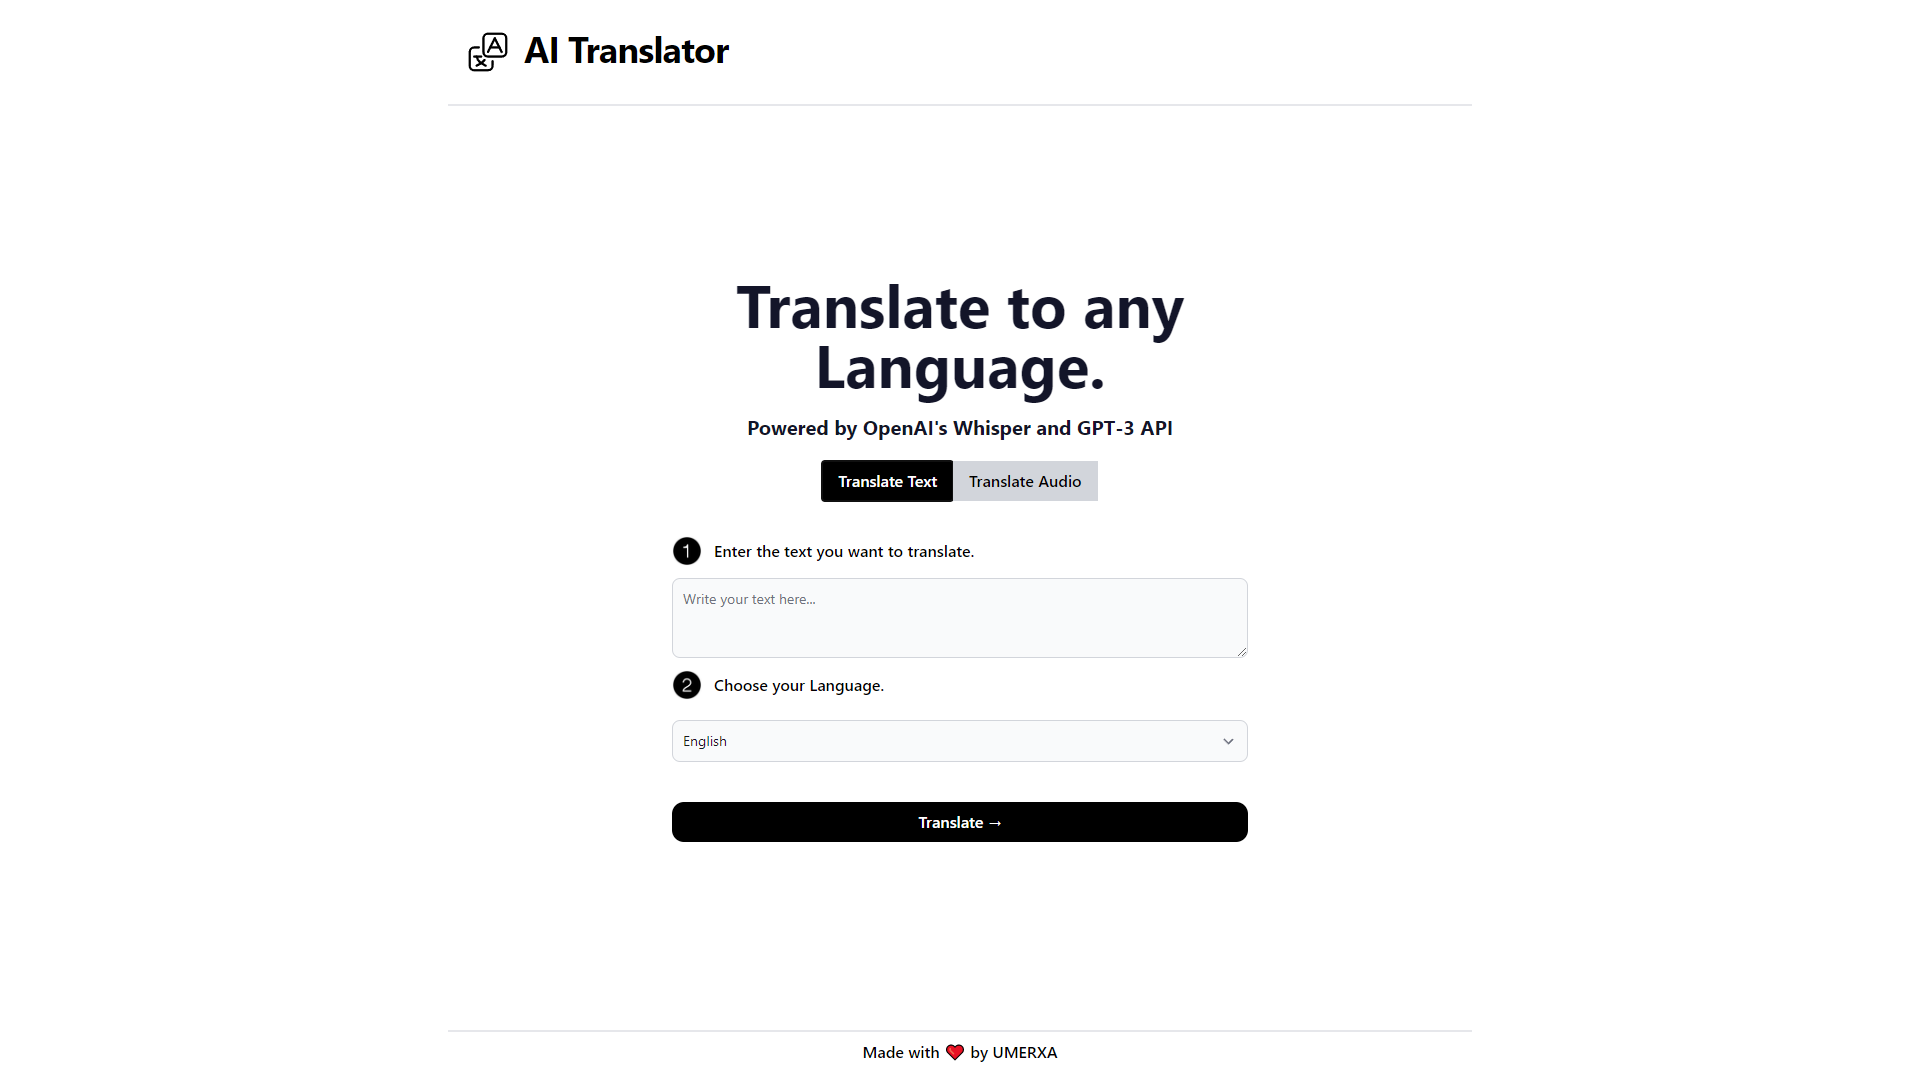 AI Translator
Translate to any
Language.
Powered by OpenAI's Whisper and GPT-3 API
Translate Text
Translate Audio
1 Enter the text you want to translate.
Write your text here...
2 Choose your Language.
English
Translate →
Made with ❤️ by UMERXA